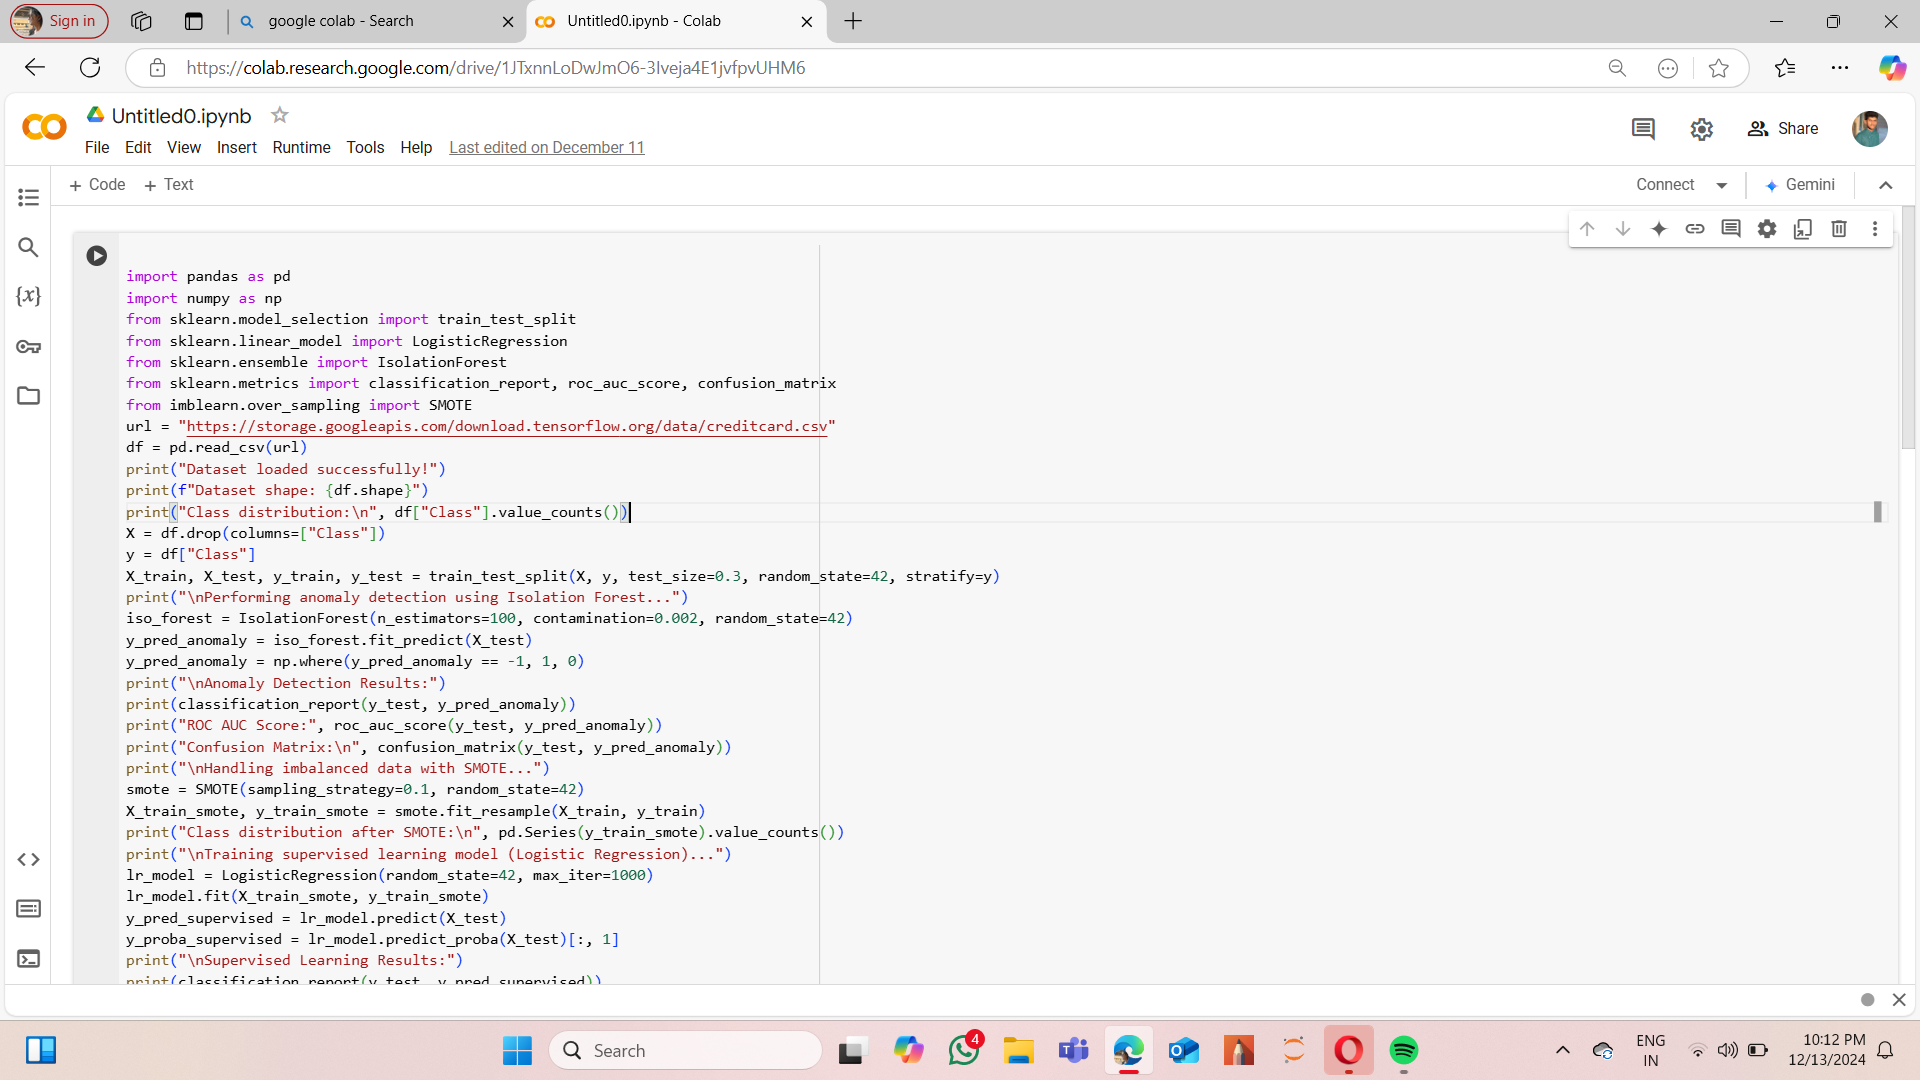 Sign in
google colab - Search
Untitled0.ipynb - Colab
https://colab.research.google.com/drive/1JTxnnLoDwJmO6-3Iveja4E1jvfpvUHM6
Untitled0.ipynb
File Edit View Insert Runtime Tools Help Last edited on December 11
Share
+ Code + Text
Connect
Gemini
import pandas as pd
import numpy as np
from sklearn.model_selection import train_test_split
from sklearn.linear_model import LogisticRegression
from sklearn.ensemble import IsolationForest
from sklearn.metrics import classification_report, roc_auc_score, confusion_matrix
from imblearn.over_sampling import SMOTE
url = "https://storage.googleapis.com/download.tensorflow.org/data/creditcard.csv"
df = pd.read_csv(url)
print("Dataset loaded successfully!")
print(f"Dataset shape: {df.shape}")
print("Class distribution:\n", df["Class"].value_counts())
X = df.drop(columns=["Class"])
y = df["Class"]
X_train, X_test, y_train, y_test = train_test_split(X, y, test_size=0.3, random_state=42, stratify=y)
print("\nPerforming anomaly detection using Isolation Forest...")
iso_forest = IsolationForest(n_estimators=100, contamination=0.002, random_state=42)
y_pred_anomaly = iso_forest.fit_predict(X_test)
y_pred_anomaly = np.where(y_pred_anomaly == -1, 1, 0)
print("\nAnomaly Detection Results:")
print(classification_report(y_test, y_pred_anomaly))
print("ROC AUC Score:", roc_auc_score(y_test, y_pred_anomaly))
print("Confusion Matrix:\n", confusion_matrix(y_test, y_pred_anomaly))
print("\nHandling imbalanced data with SMOTE...")
smote = SMOTE(sampling_strategy=0.1, random_state=42)
X_train_smote, y_train_smote = smote.fit_resample(X_train, y_train)
print("Class distribution after SMOTE:\n", pd.Series(y_train_smote).value_counts())
print("\nTraining supervised learning model (Logistic Regression)...")
lr_model = LogisticRegression(random_state=42, max_iter=1000)
lr_model.fit(X_train_smote, y_train_smote)
y_pred_supervised = lr_model.predict(X_test)
y_proba_supervised = lr_model.predict_proba(X_test)[:, 1]
print("\nSupervised Learning Results:")
print(classification_report(y_test, y_pred_supervised))
Search
4
ENG
IN
10:12 PM
12/13/2024